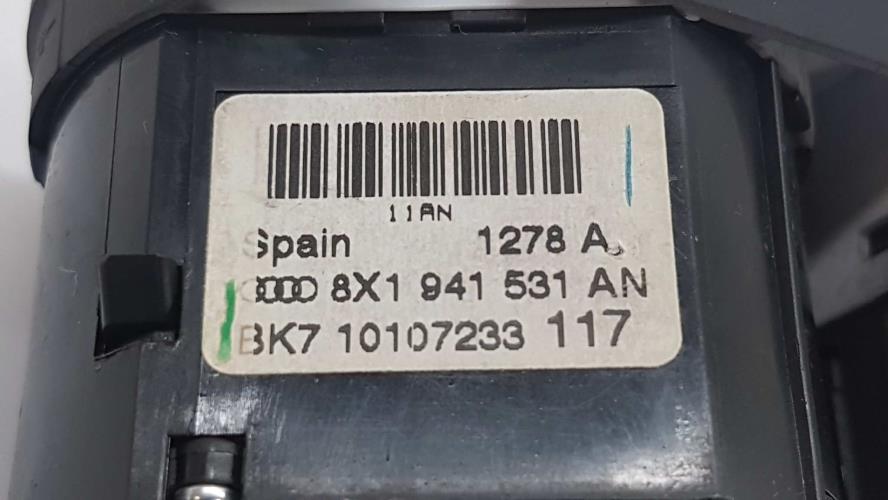 11AN
Spain 1278 A
8X1 941 531 AN
BK7 10107233 117